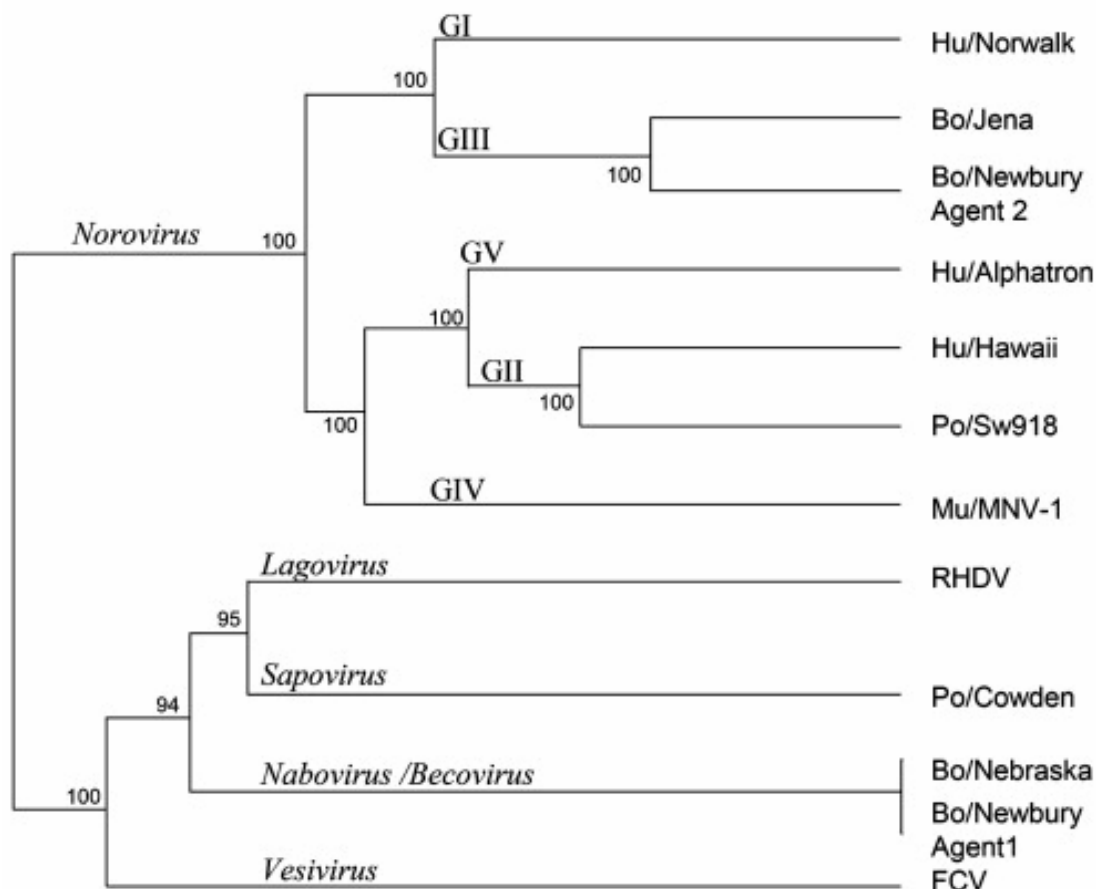 GI
Hu/Norwalk
100
Bo/Jena
GIII
100
Bo/Newbury
Agent 2
Norovirus
100
GV
Hu/Alphatron
100
Hu/Hawaii
GII
100
Po/Sw918
100
GIV
Mu/MNV-1
Lagovirus
RHDV
95
Sapovirus
Po/Cowden
94
Nabovirus /Becovirus
Bo/Nebraska
100
Bo/Newbury
Agent1
Vesivirus
FCV